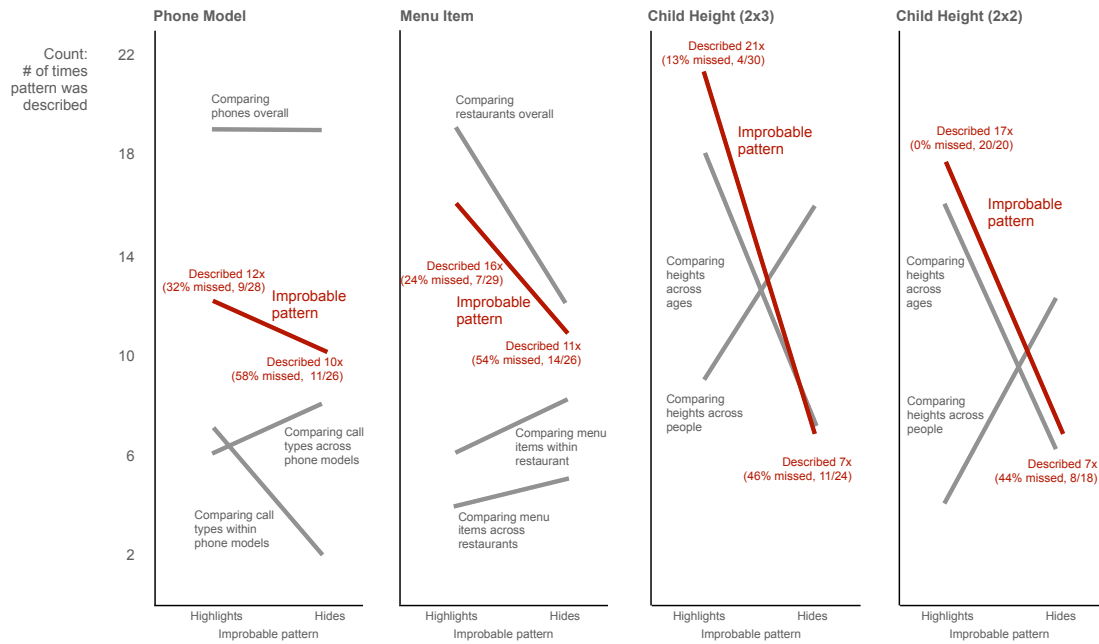 Phone Model
Menu Item
Child Height (2x3)
Child Height (2x2)
Count:
# of times
pattern was
described
22
18
14
10
6
2
Comparing
phones overall
Described 12x
(32% missed, 9/28)
Improbable
pattern
Described 10x
(58% missed, 11/26)
Comparing call
types across
phone models
Comparing call
types within
phone models
Highlights
Hides
Improbable pattern
Comparing
restaurants overall
Described 16x
(24% missed, 7/29)
Improbable
pattern
Described 11x
(54% missed, 14/26)
Comparing menu
items within
restaurant
Comparing menu
items across
restaurants
Highlights
Hides
Improbable pattern
Described 21x
(13% missed, 4/30)
Improbable
pattern
Comparing
heights
across
ages
Comparing
heights across
people
Described 7x
(46% missed, 11/24)
Highlights
Hides
Improbable pattern
Described 17x
(0% missed, 20/20)
Improbable
pattern
Comparing
heights
across
ages
Comparing
heights across
people
Described 7x
(44% missed, 8/18)
Highlights
Hides
Improbable pattern